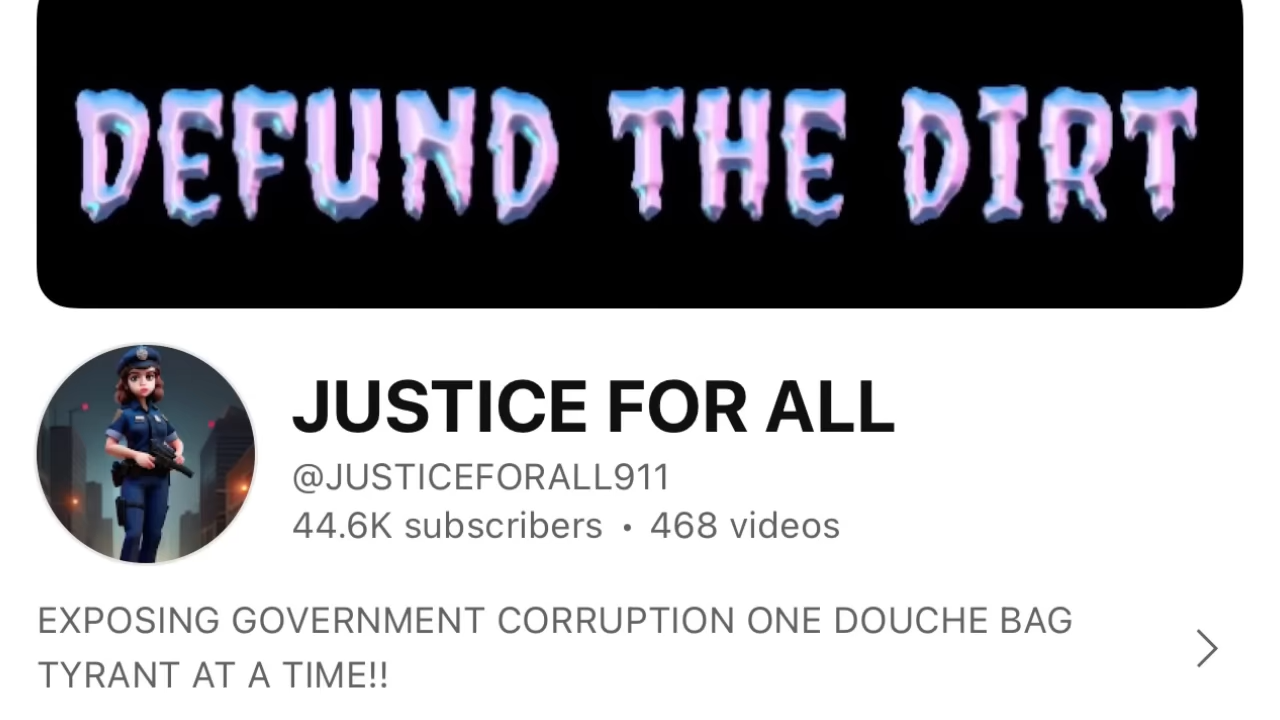 DEFUND THE DIRT
JUSTICE FOR ALL
@JUSTICEFORALL911
44.6K subscribers • 468 videos
EXPOSING GOVERNMENT CORRUPTION ONE DOUCHE BAG
TYRANT AT A TIME!!